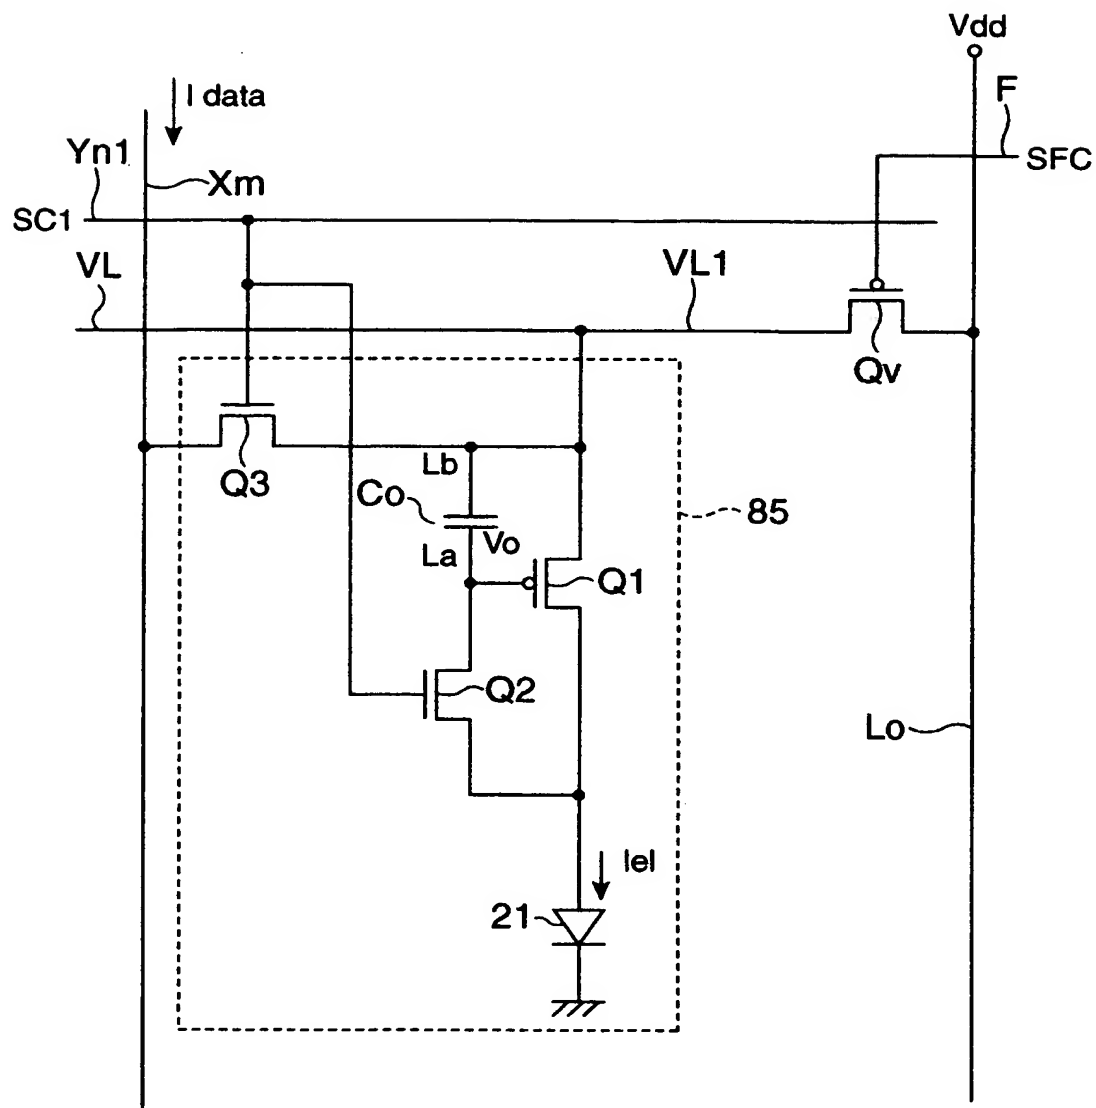 Vdd
I data
F
Yn1
SFC
Xm
SC1
VL
VL1
Qv
Q3
Lb
Co
85
Vo
La
Q1
Q2
Lo
Iel
21